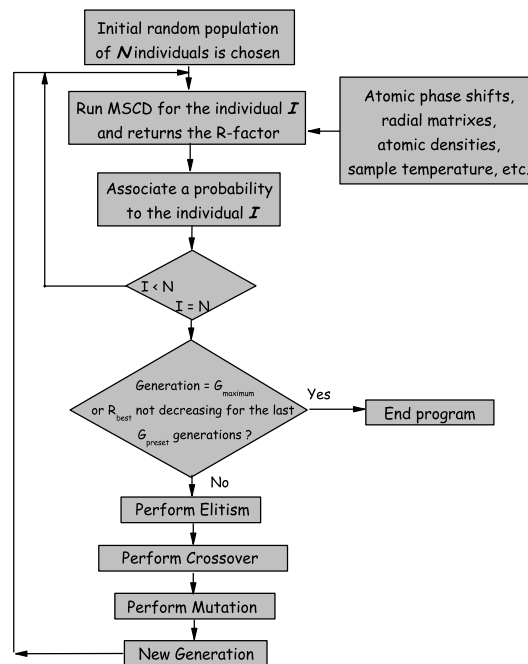 Initial random population
of N individuals is chosen
Run MSCD for the individual I
and returns the R-factor
Atomic phase shifts,
radial matrixes,
atomic densities,
sample temperature, etc.
Associate a probability
to the individual I
I < N
I = N
Generation = G_maximum
or R_best not decreasing for the last
G_preset generations ?
Yes
End program
No
Perform Elitism
Perform Crossover
Perform Mutation
New Generation